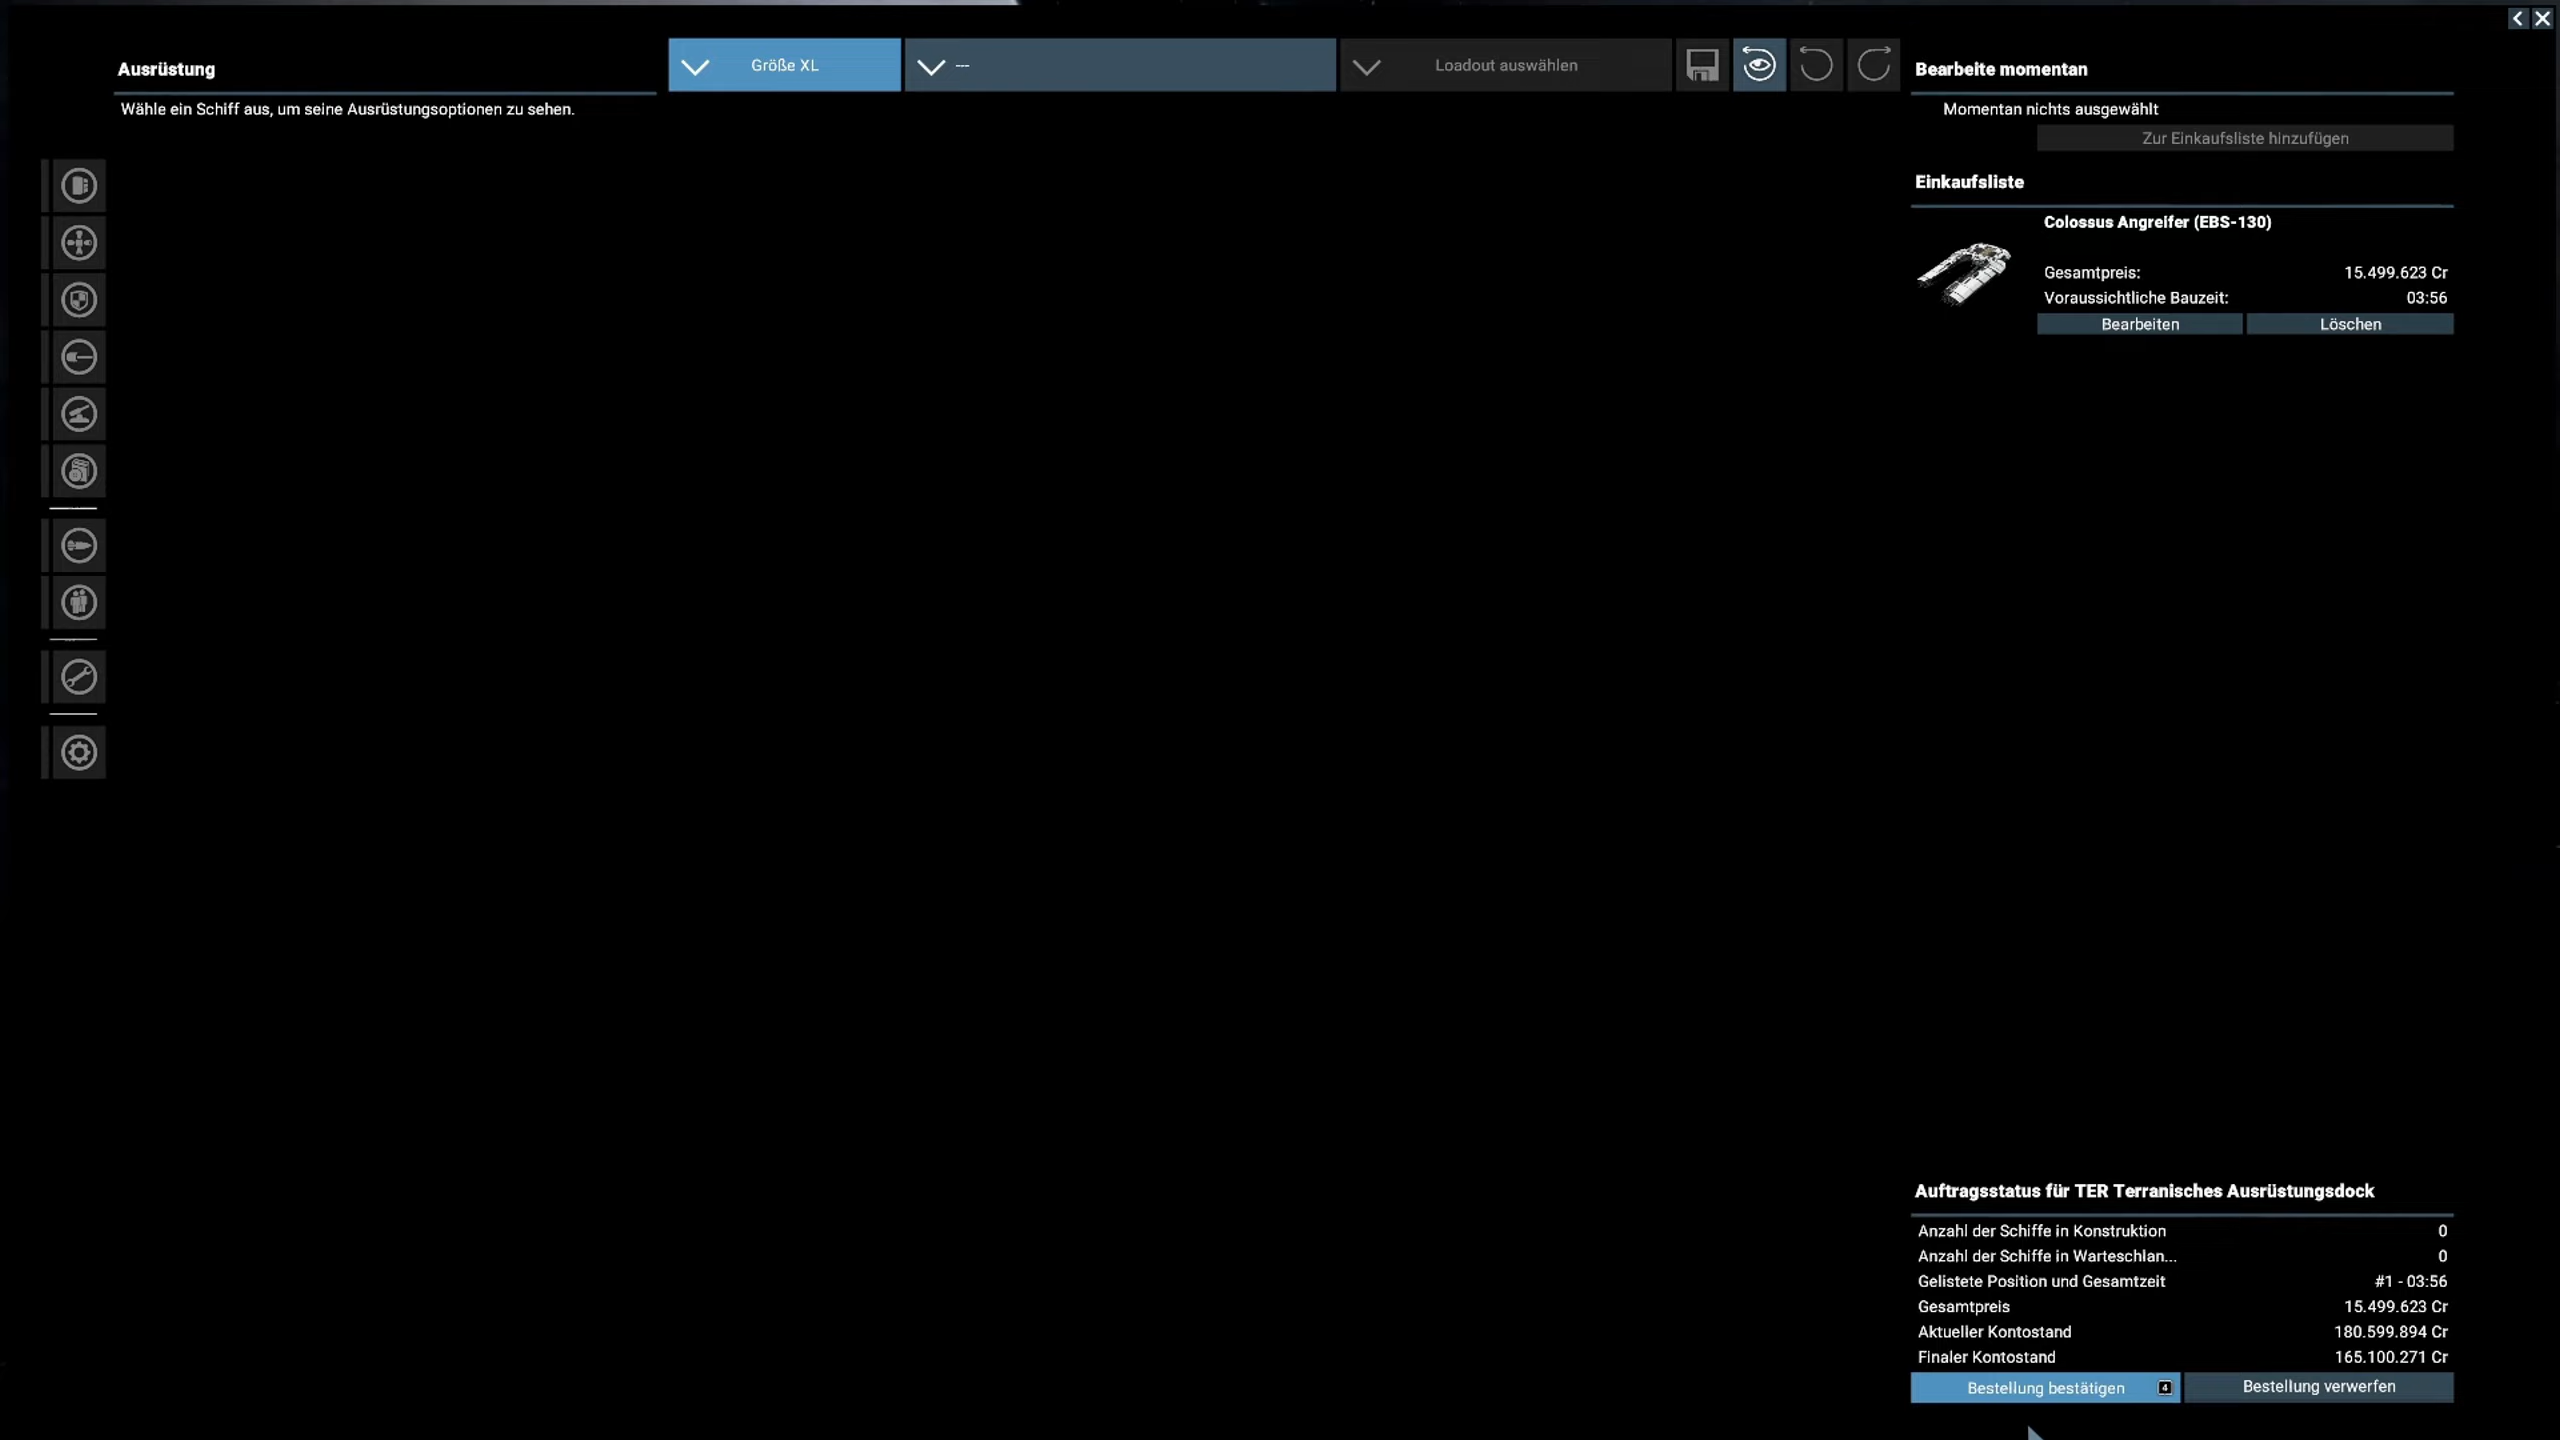 Ausrüstung
Wähle ein Schiff aus, um seine Ausrüstungsoptionen zu sehen.
Größe XL
---
Loadout auswählen
Bearbeite momentan
Momentan nichts ausgewählt
Zur Einkaufsliste hinzufügen
Einkaufsliste
Colossus Angreifer (EBS-130)
Gesamtpreis: 15.499.623 Cr
Voraussichtliche Bauzeit: 03:56
Bearbeiten Löschen
Auftragsstatus für TER Terranisches Ausrüstungsdock
Anzahl der Schiffe in Konstruktion 0
Anzahl der Schiffe in Warteschlan... 0
Gelistete Position und Gesamtzeit #1 - 03:56
Gesamtpreis 15.499.623 Cr
Aktueller Kontostand 180.599.894 Cr
Finaler Kontostand 165.100.271 Cr
Bestellung bestätigen 4 Bestellung verwerfen